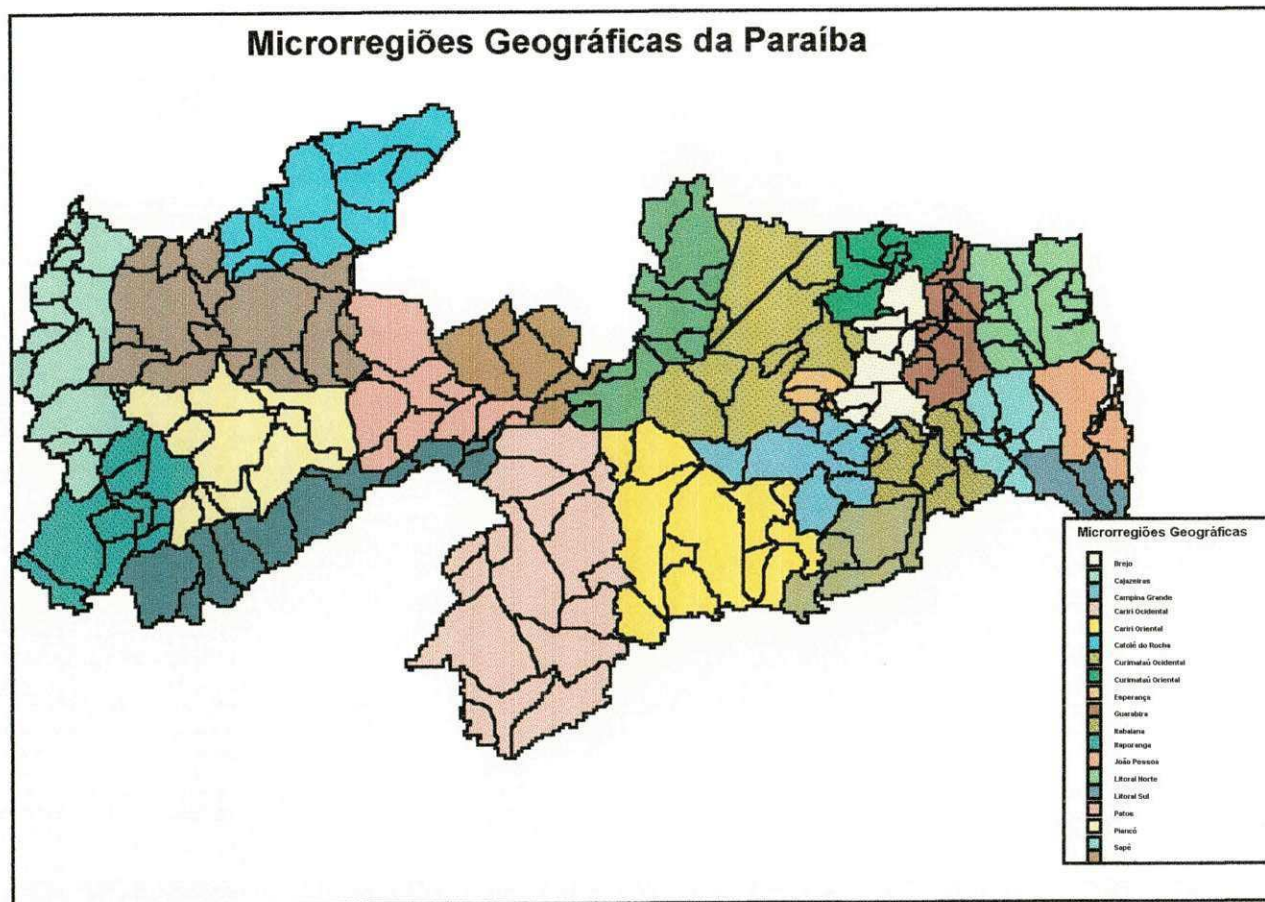 Microrregiões Geográficas da Paraíba
Microrregiões Geográficas
Brejo
Cajazeiras
Campina Grande
Cariri Ocidental
Cariri Oriental
Catolé do Rocha
Curimataú Ocidental
Curimataú Oriental
Esperança
Guarabira
Itabaiana
Itaporanga
João Pessoa
Litoral Norte
Litoral Sul
Patos
Piancó
Sapé